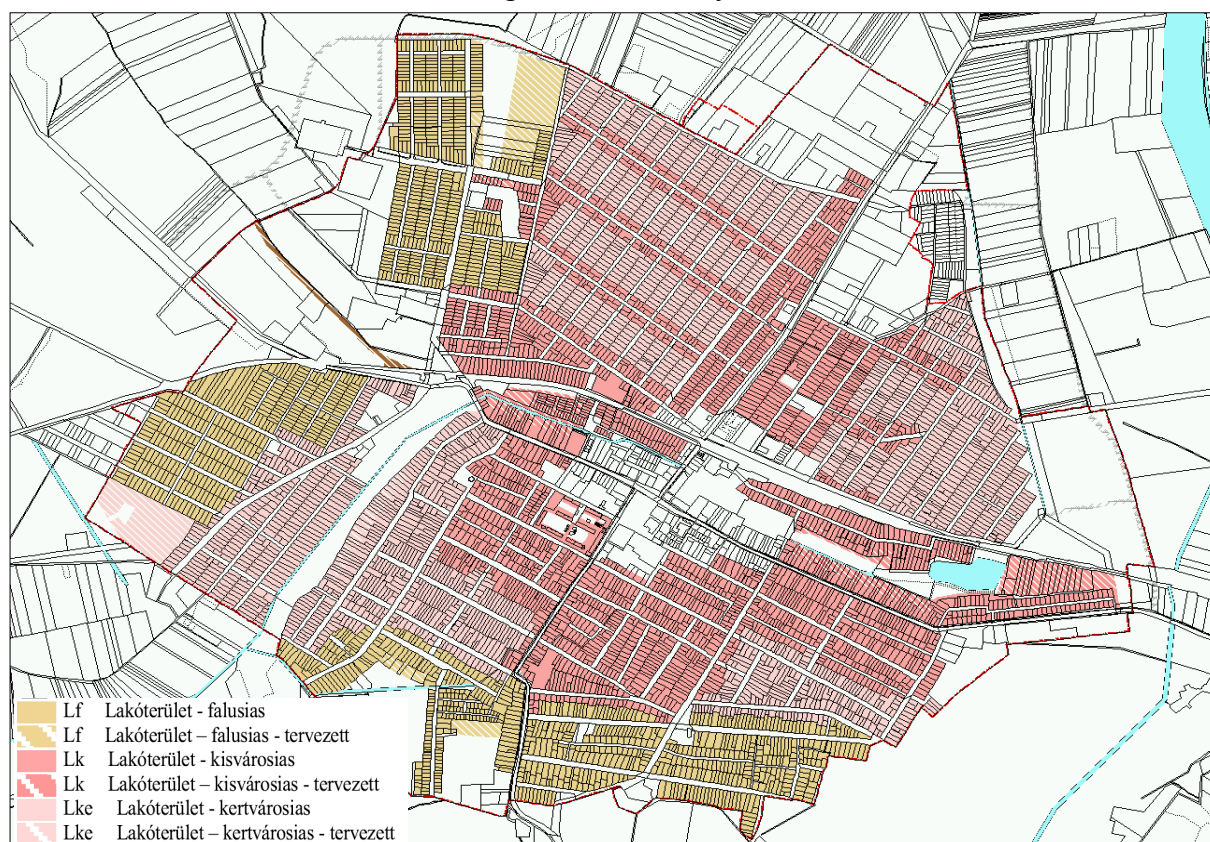 Lf Lakóterület - falusias
Lf Lakóterület – falusias - tervezett
Lk Lakóterület - kisvárosias
Lk Lakóterület – kisvárosias - tervezett
Lke Lakóterület - kertvárosias
Lke Lakóterület – kertvárosias - tervezett